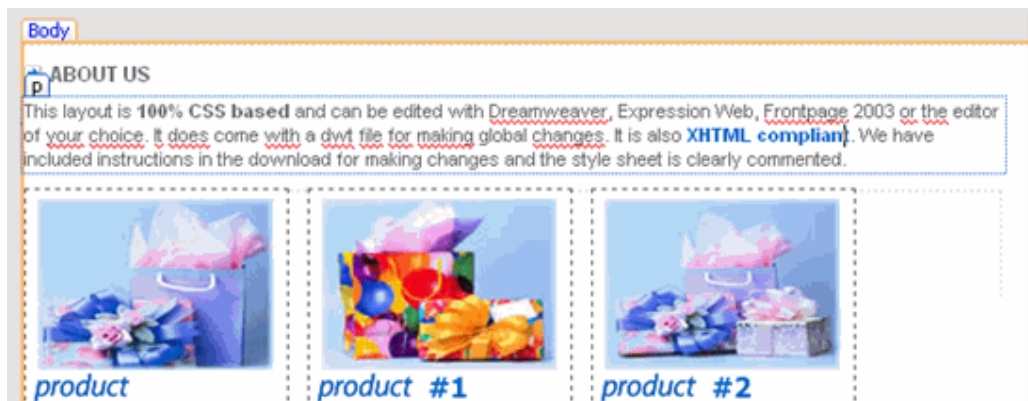 Body
ABOUT US
p
This layout is 100% CSS based and can be edited with Dreamweaver, Expression Web, Frontpage 2003 or the editor
of your choice. It does come with a dwt file for making global changes. It is also XHTML compliant. We have
included instructions in the download for making changes and the style sheet is clearly commented.
product
product #1
product #2